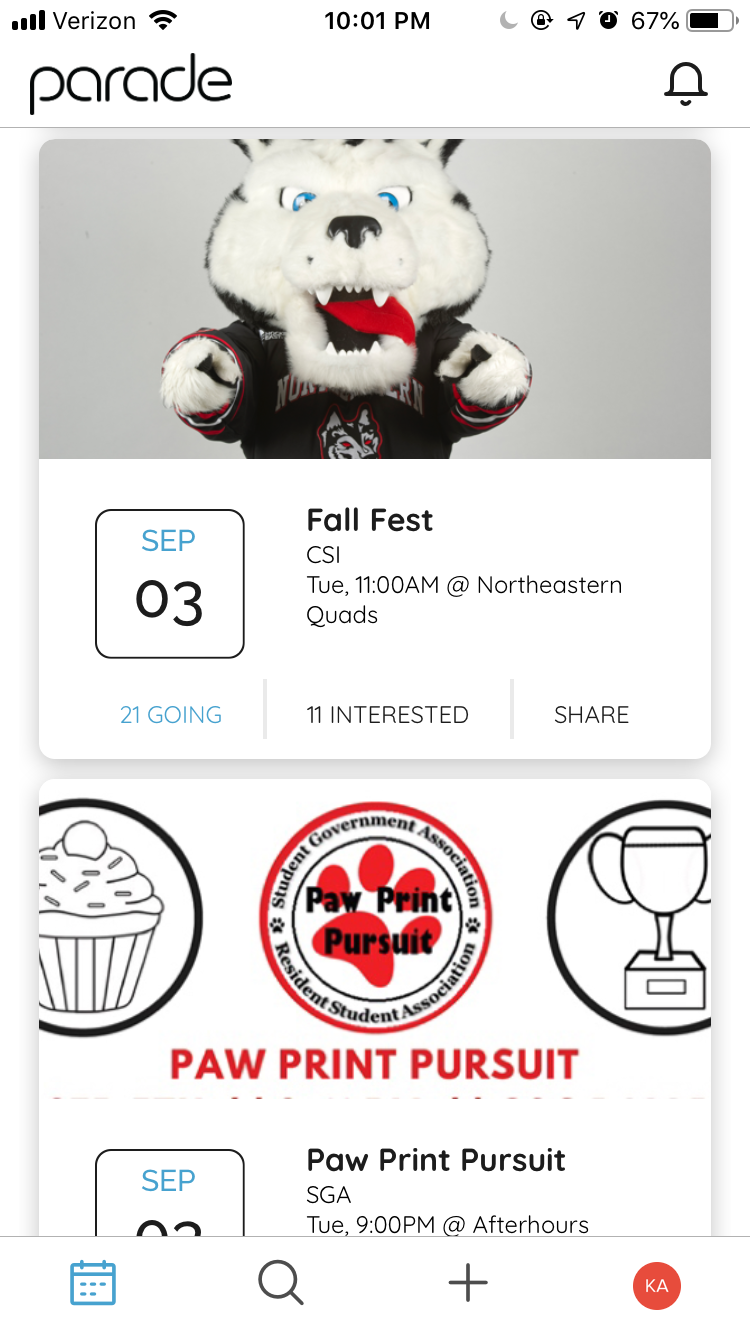 Verizon 10:01 PM 67%
parade
NORTHEASTERN
SEP
03
Fall Fest
CSI
Tue, 11:00AM @ Northeastern
Quads
21 GOING
11 INTERESTED
SHARE
Student Government Association
Paw Print
Pursuit
Resident Student Association
PAW PRINT PURSUIT
SEP
Paw Print Pursuit
SGA
Tue, 9:00PM @ Afterhours
KA